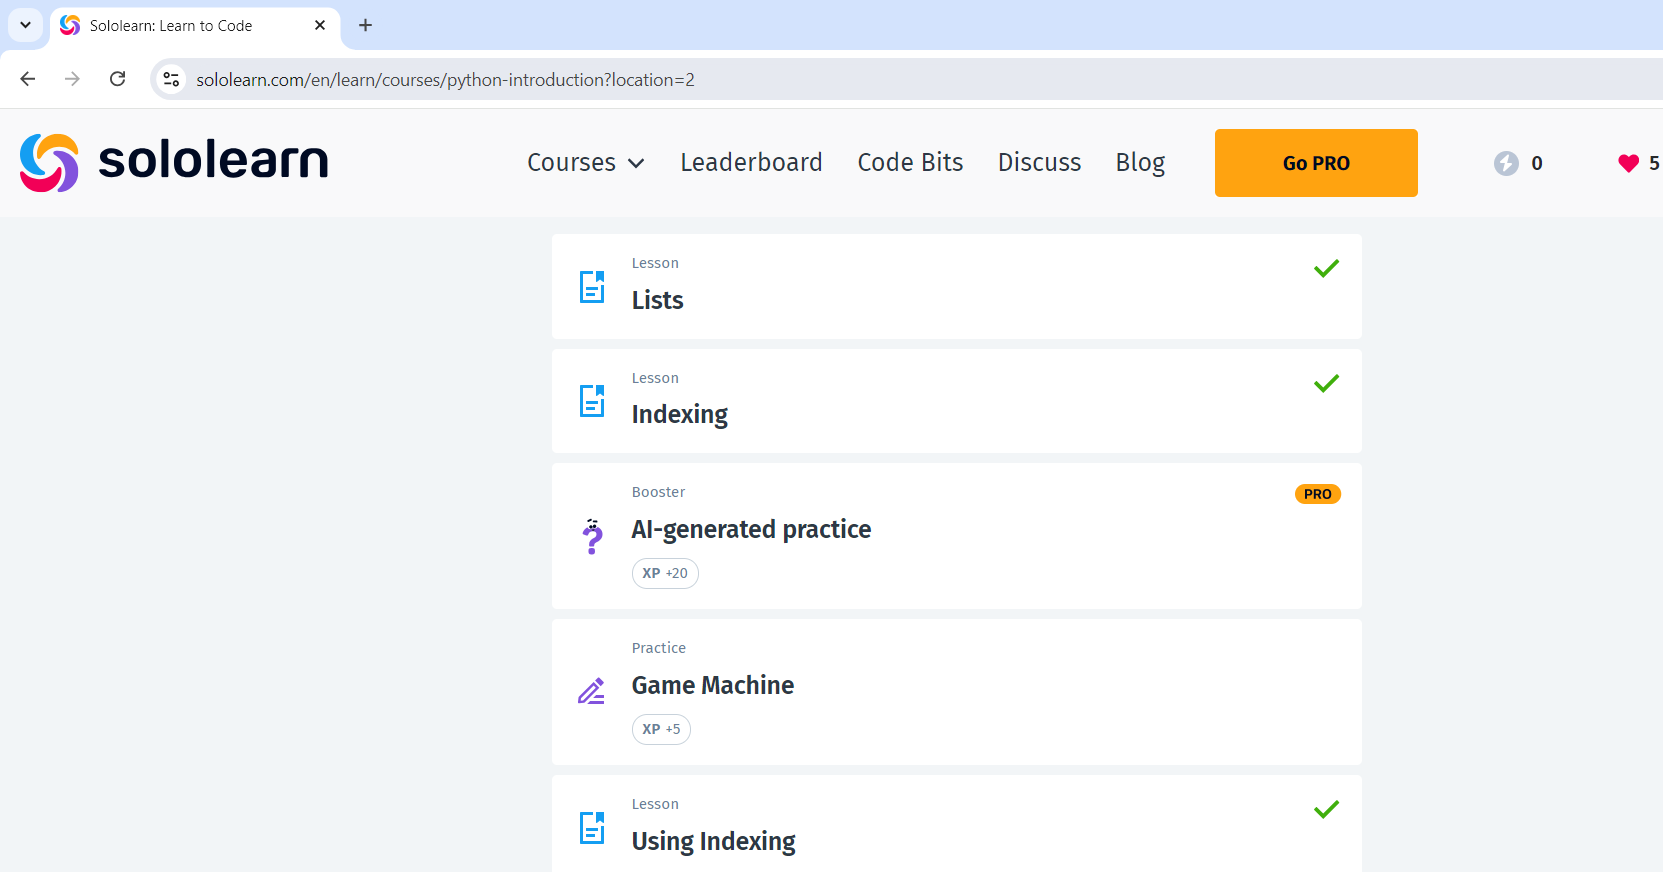 Sololearn: Learn to Code
sololearn.com/en/learn/courses/python-introduction?location=2
sololearn
Courses
Leaderboard
Code Bits
Discuss
Blog
Go PRO
0
5
Lesson
Lists
Lesson
Indexing
Booster
PRO
AI-generated practice
XP +20
Practice
Game Machine
XP +5
Lesson
Using Indexing